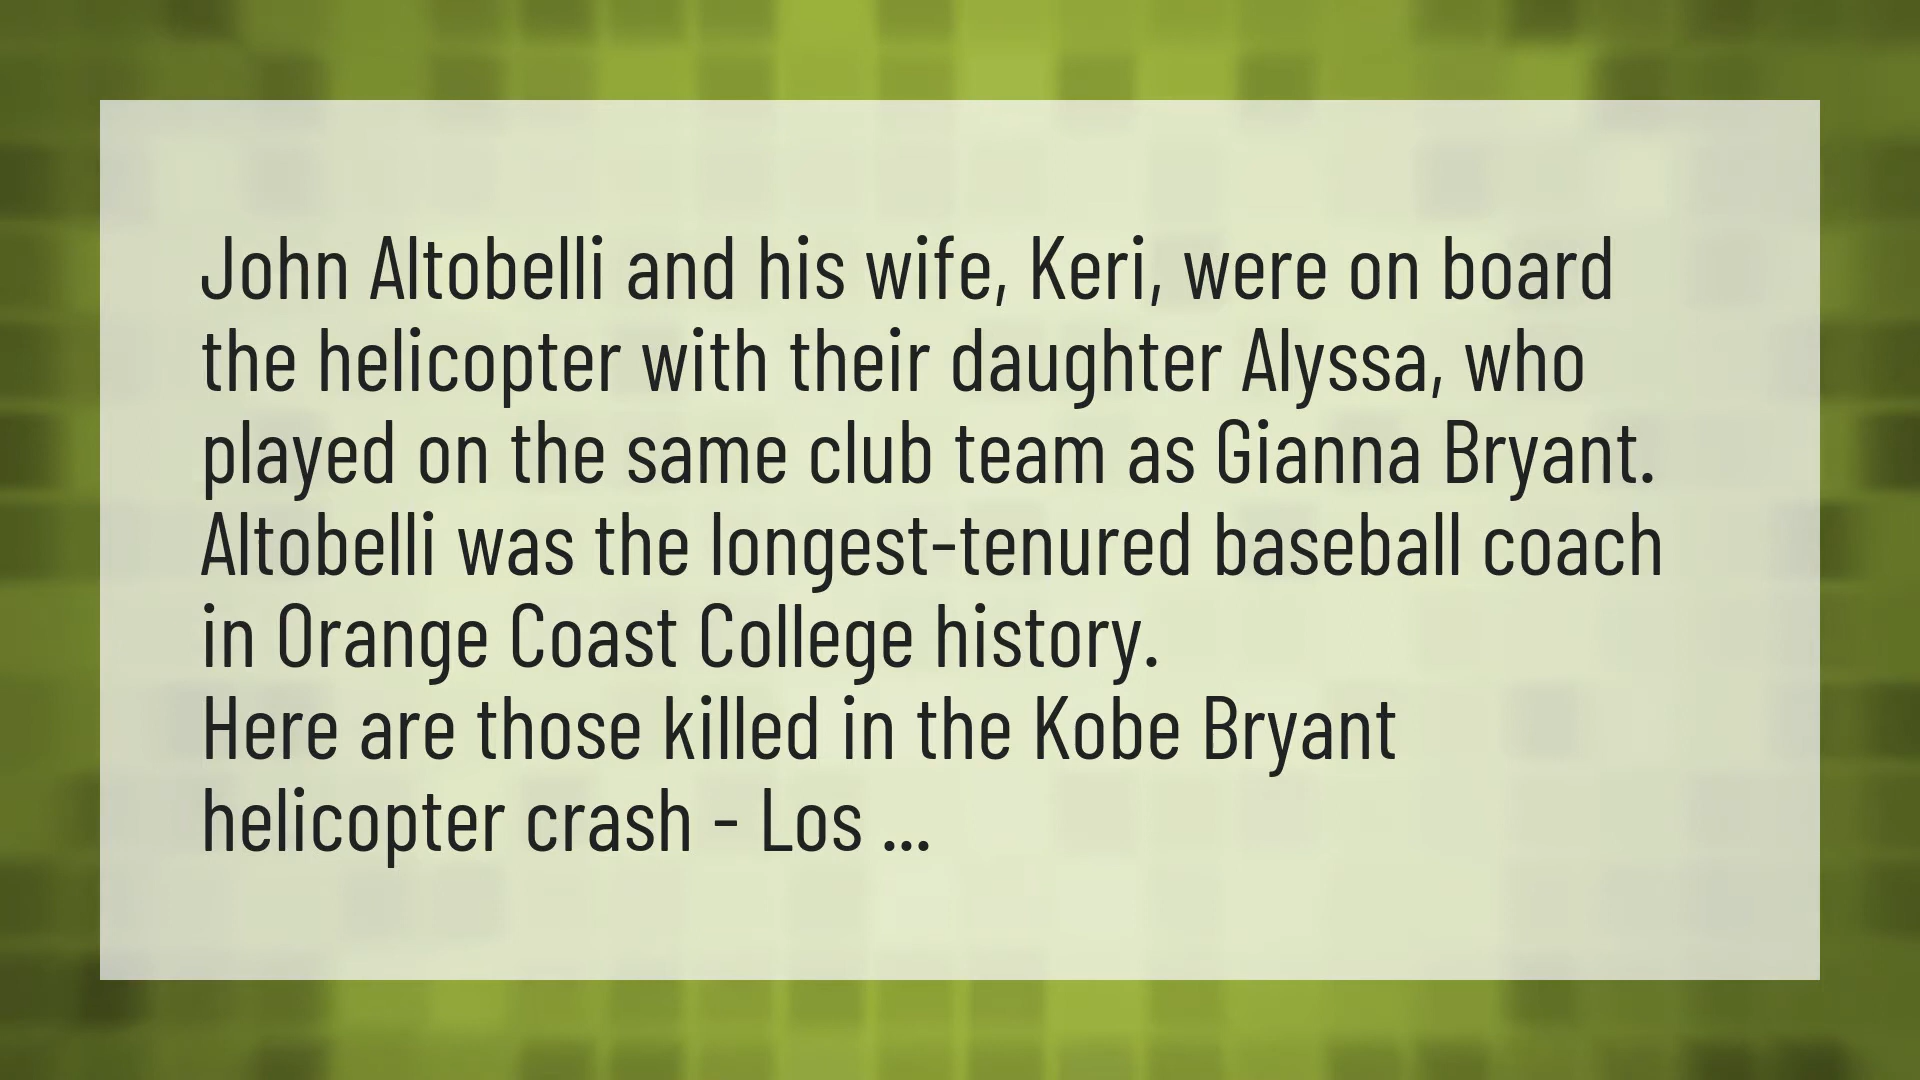 John Altobelli and his wife, Keri, were on board
the helicopter with their daughter Alyssa, who
played on the same club team as Gianna Bryant.
Altobelli was the longest-tenured baseball coach
in Orange Coast College history.
Here are those killed in the Kobe Bryant
helicopter crash - Los ...